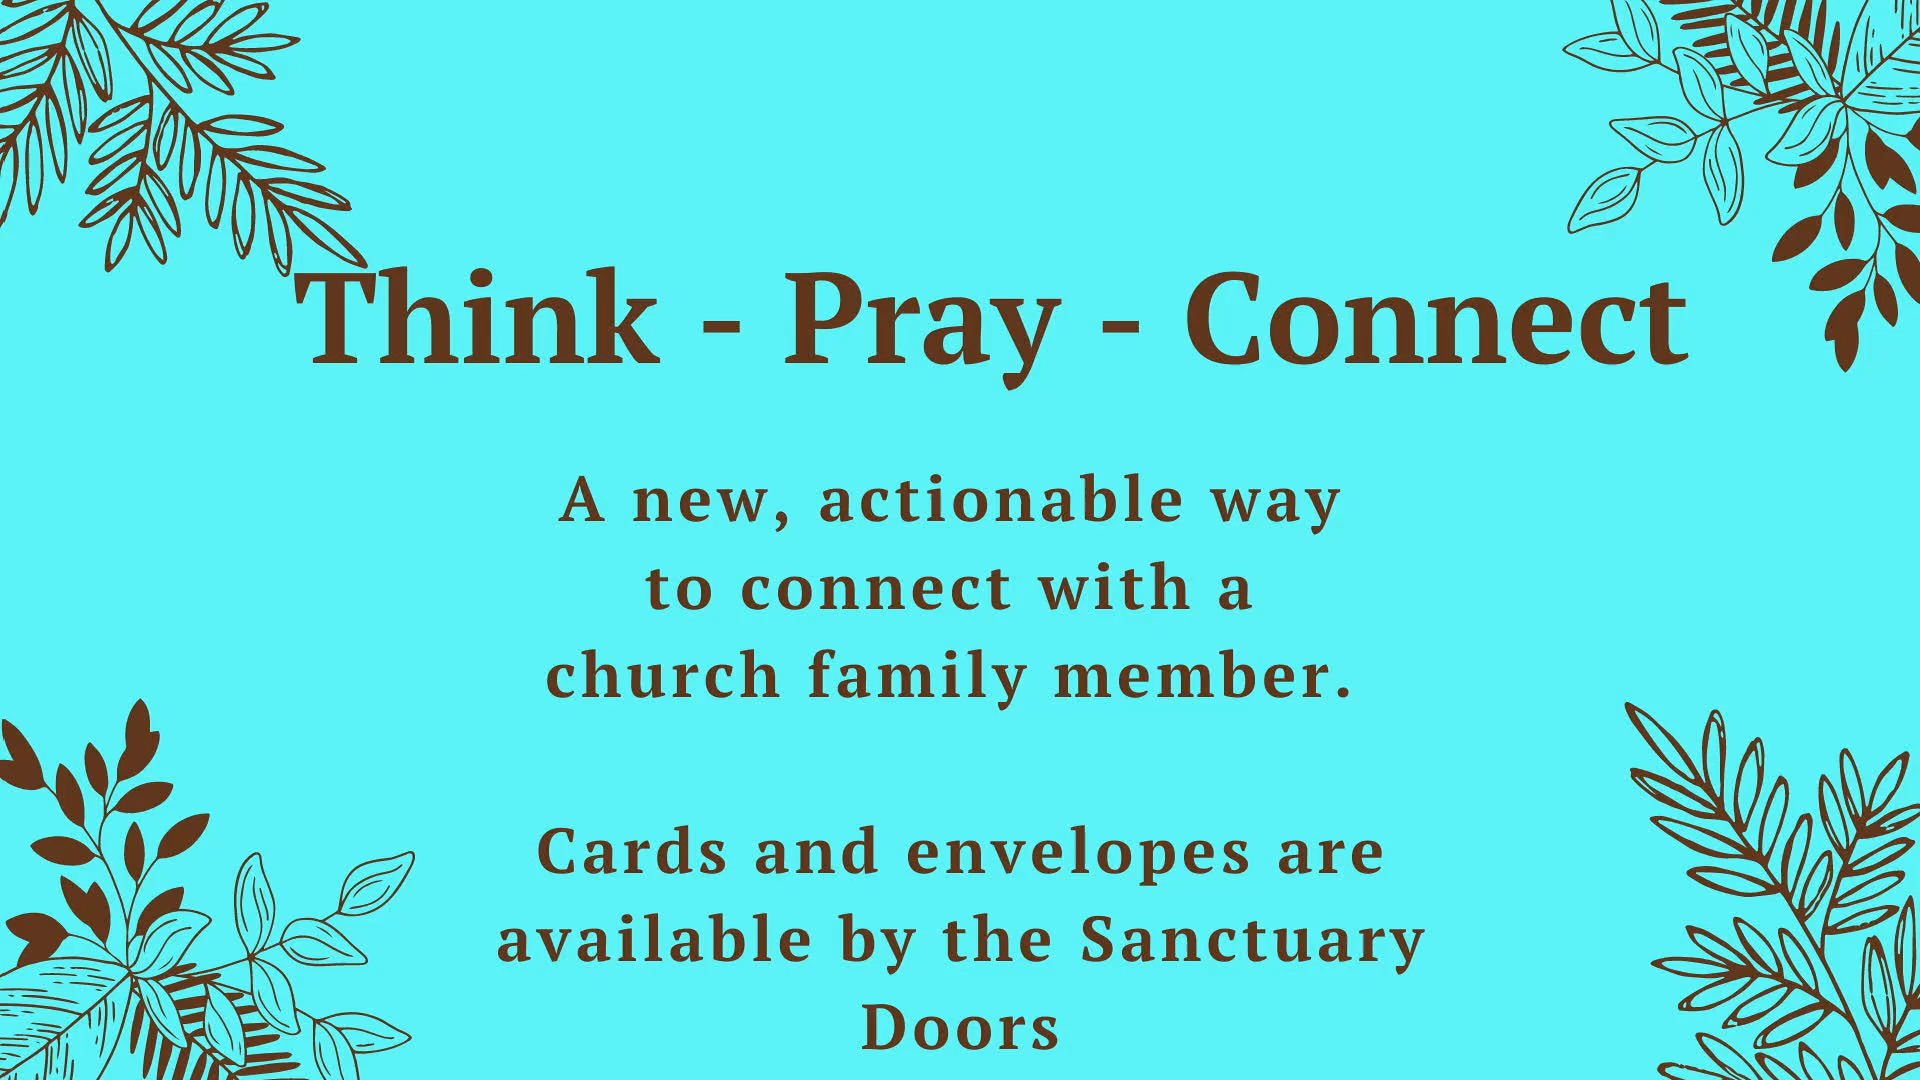 Think - Pray - Connect
A new, actionable way
to connect with a
church family member.
Cards and envelopes are
available by the Sanctuary
Doors